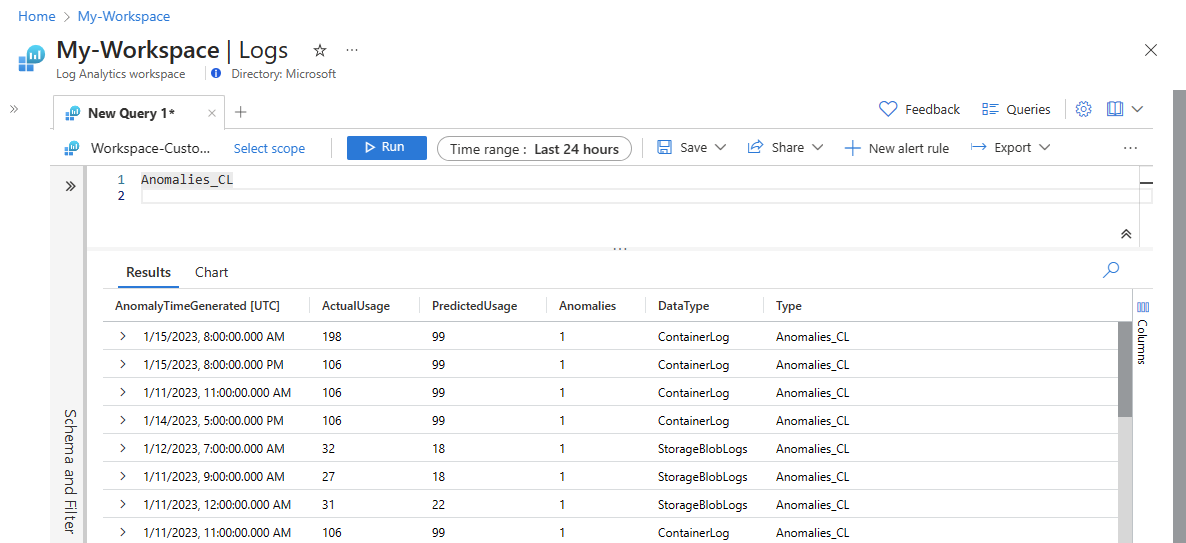 Home > My-Workspace
My-Workspace | Logs ☆ ...
Log Analytics workspace Directory: Microsoft
New Query 1* × + Feedback Queries
Workspace-Custo... Select scope Run Time range : Last 24 hours Save Share New alert rule Export ...
1 Anomalies_CL
2
Results Chart
AnomalyTimeGenerated [UTC] ActualUsage PredictedUsage Anomalies DataType Type
1/15/2023, 8:00:00.000 AM 198 99 1 ContainerLog Anomalies_CL
1/15/2023, 8:00:00.000 PM 106 99 1 ContainerLog Anomalies_CL
1/11/2023, 11:00:00.000 AM 106 99 1 ContainerLog Anomalies_CL
1/14/2023, 5:00:00.000 PM 106 99 1 ContainerLog Anomalies_CL
1/12/2023, 7:00:00.000 AM 32 18 1 StorageBlobLogs Anomalies_CL
1/11/2023, 9:00:00.000 AM 27 18 1 StorageBlobLogs Anomalies_CL
1/11/2023, 12:00:00.000 AM 31 22 1 StorageBlobLogs Anomalies_CL
1/11/2023, 11:00:00.000 AM 106 99 1 ContainerLog Anomalies_CL
Schema and Filter
Columns